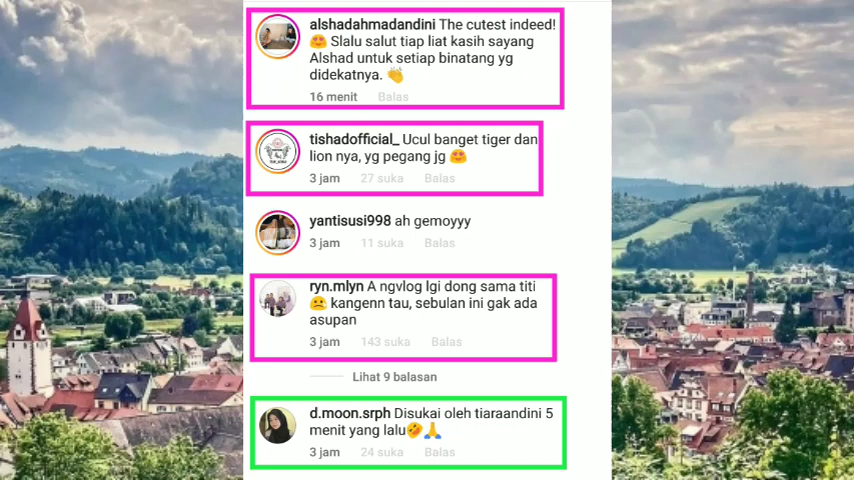 alshadahmadandini The cutest indeed!
😍 Slalu salut tiap liat kasih sayang
Alshad untuk setiap binatang yg
didekatnya. 👏
16 menit Balas
tishadofficial_ Ucul banget tiger dan
lion nya, yg pegang jg 😍
3 jam 27 suka Balas
yantisusi998 ah gemoyyy
3 jam 11 suka Balas
ryn.mlyn A ngvlog lgi dong sama titi
☹️ kangenn tau, sebulan ini gak ada
asupan
3 jam 143 suka Balas
Lihat 9 balasan
d.moon.srph Disukai oleh tiaraandini 5
menit yang lalu🤣🙏
3 jam 24 suka Balas